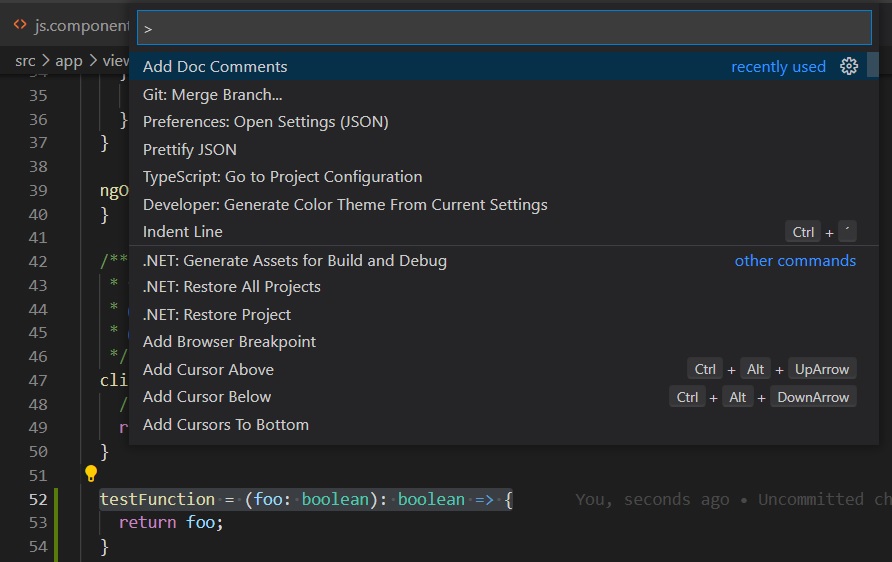 <> js.component
>
src > app > view
Add Doc Comments recently used
Git: Merge Branch...
35
36 }
Preferences: Open Settings (JSON)
37 }
Prettify JSON
38
TypeScript: Go to Project Configuration
39 ngO
Developer: Generate Color Theme From Current Settings
40 }
Indent Line Ctrl + ´
41
42 /**
.NET: Generate Assets for Build and Debug other commands
43 *
.NET: Restore All Projects
44 *
.NET: Restore Project
45 *
Add Browser Breakpoint
46 */
Add Cursor Above Ctrl + Alt + UpArrow
47 cli
Add Cursor Below Ctrl + Alt + DownArrow
48 /
Add Cursors To Bottom
49 r
50 }
51
52 testFunction = (foo: boolean): boolean => { You, seconds ago • Uncommitted ch
53 return foo;
54 }